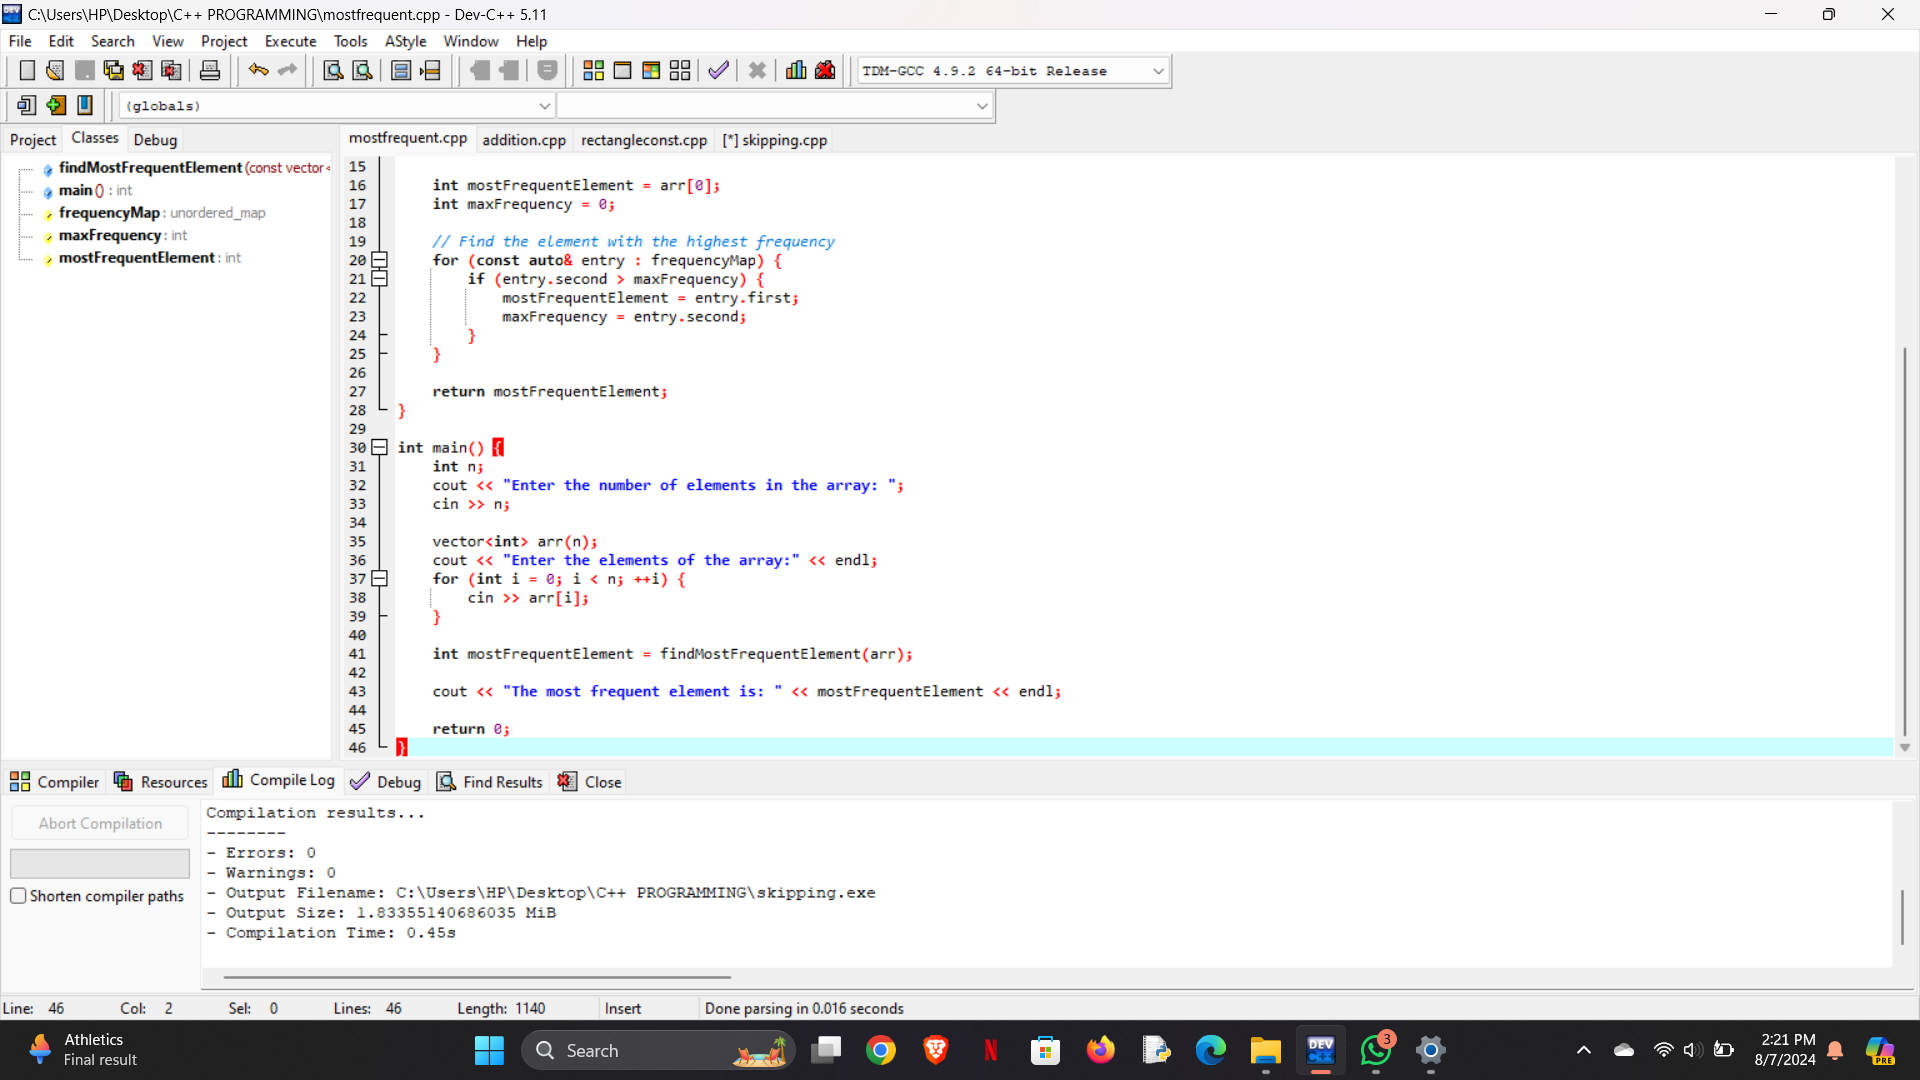 C:\Users\HP\Desktop\C++ PROGRAMMING\mostfrequent.cpp - Dev-C++ 5.11
File Edit Search View Project Execute Tools AStyle Window Help
TDM-GCC 4.9.2 64-bit Release
(globals)
Project Classes Debug
mostfrequent.cpp addition.cpp rectangleconst.cpp [*] skipping.cpp
findMostFrequentElement (const vector<
main () : int
frequencyMap : unordered_map
maxFrequency : int
mostFrequentElement : int
15
16 int mostFrequentElement = arr[0];
17 int maxFrequency = 0;
18
19 // Find the element with the highest frequency
20 for (const auto& entry : frequencyMap) {
21 if (entry.second > maxFrequency) {
22 mostFrequentElement = entry.first;
23 maxFrequency = entry.second;
24 }
25 }
26
27 return mostFrequentElement;
28 }
29
30 int main() {
31 int n;
32 cout << "Enter the number of elements in the array: ";
33 cin >> n;
34
35 vector<int> arr(n);
36 cout << "Enter the elements of the array:" << endl;
37 for (int i = 0; i < n; ++i) {
38 cin >> arr[i];
39 }
40
41 int mostFrequentElement = findMostFrequentElement(arr);
42
43 cout << "The most frequent element is: " << mostFrequentElement << endl;
44
45 return 0;
46 }
Compiler Resources Compile Log Debug Find Results Close
Abort Compilation
Shorten compiler paths
Compilation results...
--------
- Errors: 0
- Warnings: 0
- Output Filename: C:\Users\HP\Desktop\C++ PROGRAMMING\skipping.exe
- Output Size: 1.83355140686035 MiB
- Compilation Time: 0.45s
Line: 46 Col: 2 Sel: 0 Lines: 46 Length: 1140 Insert Done parsing in 0.016 seconds
Athletics
Final result
Search
DEV
3
2:21 PM
8/7/2024
PRE